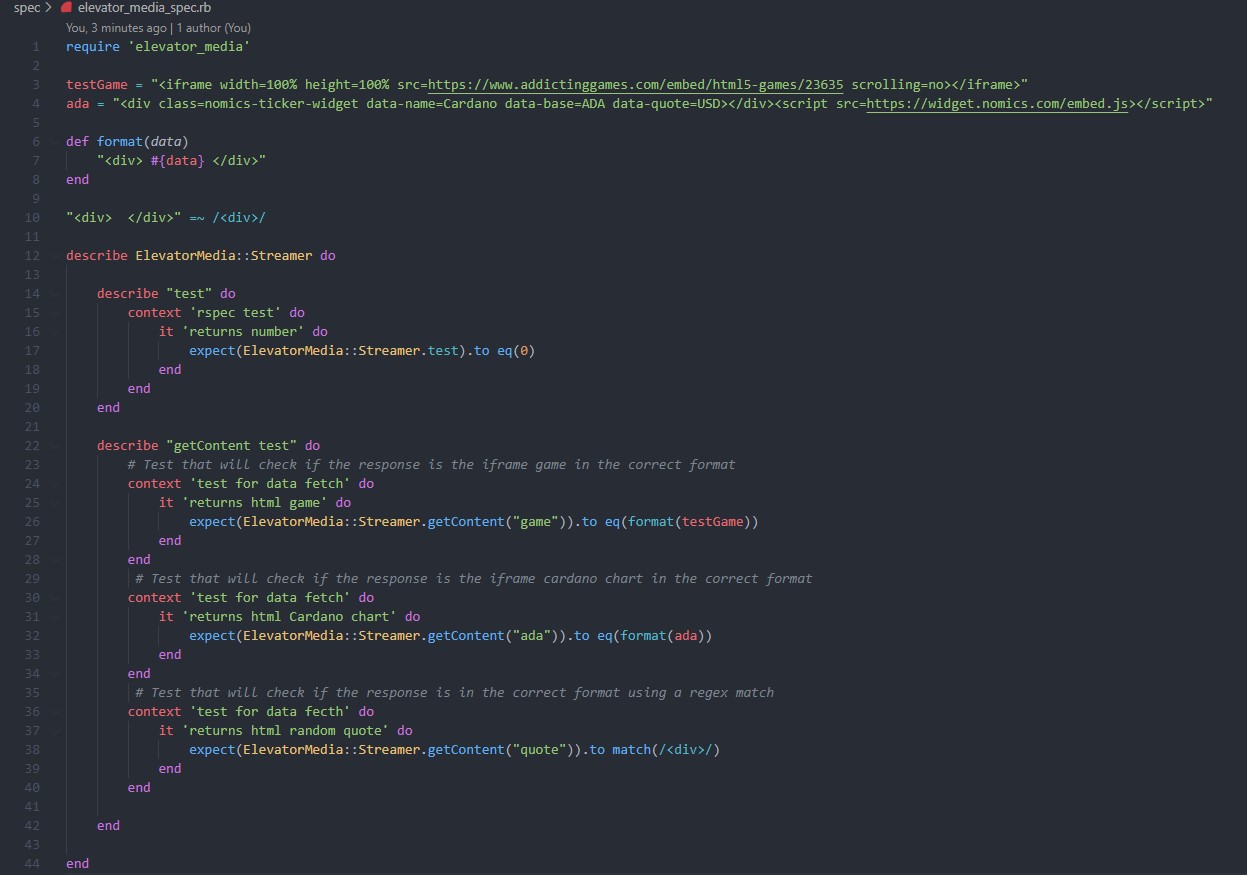 spec > elevator_media_spec.rb
You, 3 minutes ago | 1 author (You)
1 require 'elevator_media'
2
3 testGame = "<iframe width=100% height=100% src=https://www.addictinggames.com/embed/html5-games/23635 scrolling=no></iframe>"
4 ada = "<div class=nomics-ticker-widget data-name=Cardano data-base=ADA data-quote=USD></div><script src=https://widget.nomics.com/embed.js></script>"
5
6 def format(data)
7     "<div> #{data} </div>"
8 end
9
10 "<div>  </div>" =~ /<div>/
11
12 describe ElevatorMedia::Streamer do
13
14     describe "test" do
15         context 'rspec test' do
16             it 'returns number' do
17                 expect(ElevatorMedia::Streamer.test).to eq(0)
18             end
19         end
20     end
21
22     describe "getContent test" do
23         # Test that will check if the response is the iframe game in the correct format
24         context 'test for data fetch' do
25             it 'returns html game' do
26                 expect(ElevatorMedia::Streamer.getContent("game")).to eq(format(testGame))
27             end
28         end
29          # Test that will check if the response is the iframe cardano chart in the correct format
30         context 'test for data fetch' do
31             it 'returns html Cardano chart' do
32                 expect(ElevatorMedia::Streamer.getContent("ada")).to eq(format(ada))
33             end
34         end
35          # Test that will check if the response is in the correct format using a regex match
36         context 'test for data fecth' do
37             it 'returns html random quote' do
38                 expect(ElevatorMedia::Streamer.getContent("quote")).to match(/<div>/)
39             end
40         end
41
42     end
43
44 end